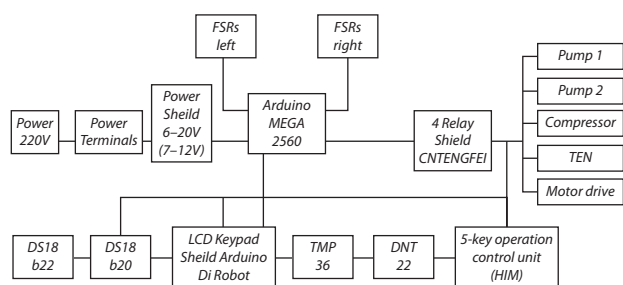 FSRs
left
FSRs
right
Pump 1
Pump 2
Compressor
TEN
Motor drive
Power
220V
Power
Terminals
Power
Sheild
6–20V
(7–12V)
Arduino
MEGA
2560
4 Relay
Shield
CNTENGFEI
DS18
b22
DS18
b20
LCD Keypad
Sheild Arduino
Di Robot
TMP
36
DNT
22
5-key operation
control unit
(HIM)